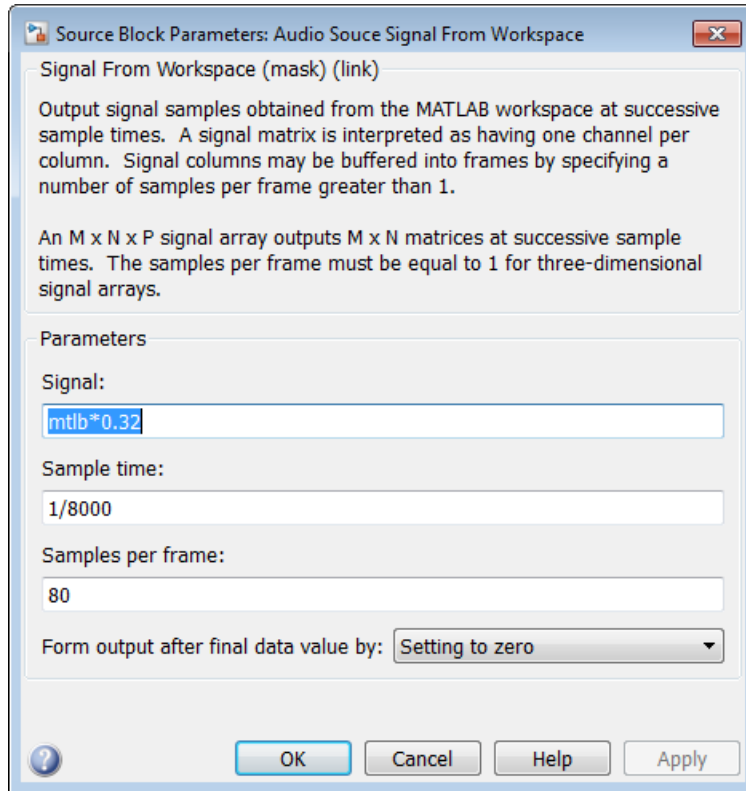 Source Block Parameters: Audio Souce Signal From Workspace
Signal From Workspace (mask) (link)
Output signal samples obtained from the MATLAB workspace at successive
sample times.  A signal matrix is interpreted as having one channel per
column.  Signal columns may be buffered into frames by specifying a
number of samples per frame greater than 1.
An M x N x P signal array outputs M x N matrices at successive sample
times.  The samples per frame must be equal to 1 for three-dimensional
signal arrays.
Parameters
Signal:
mtlb*0.32
Sample time:
1/8000
Samples per frame:
80
Form output after final data value by: Setting to zero
? OK Cancel Help Apply